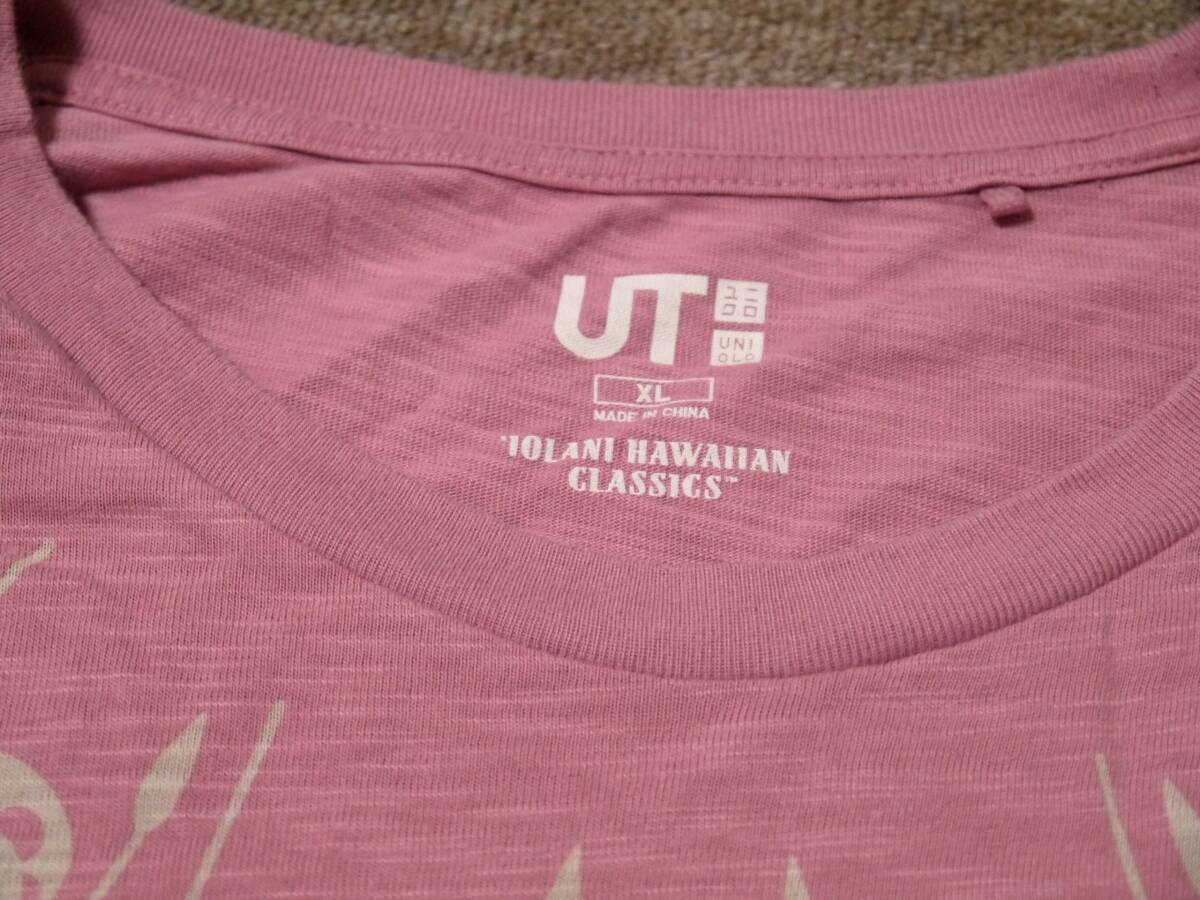 UT ユニ
クロ
UNI
QLO
XL
MADE IN CHINA
'IOLANI HAWAIIAN
CLASSICS™